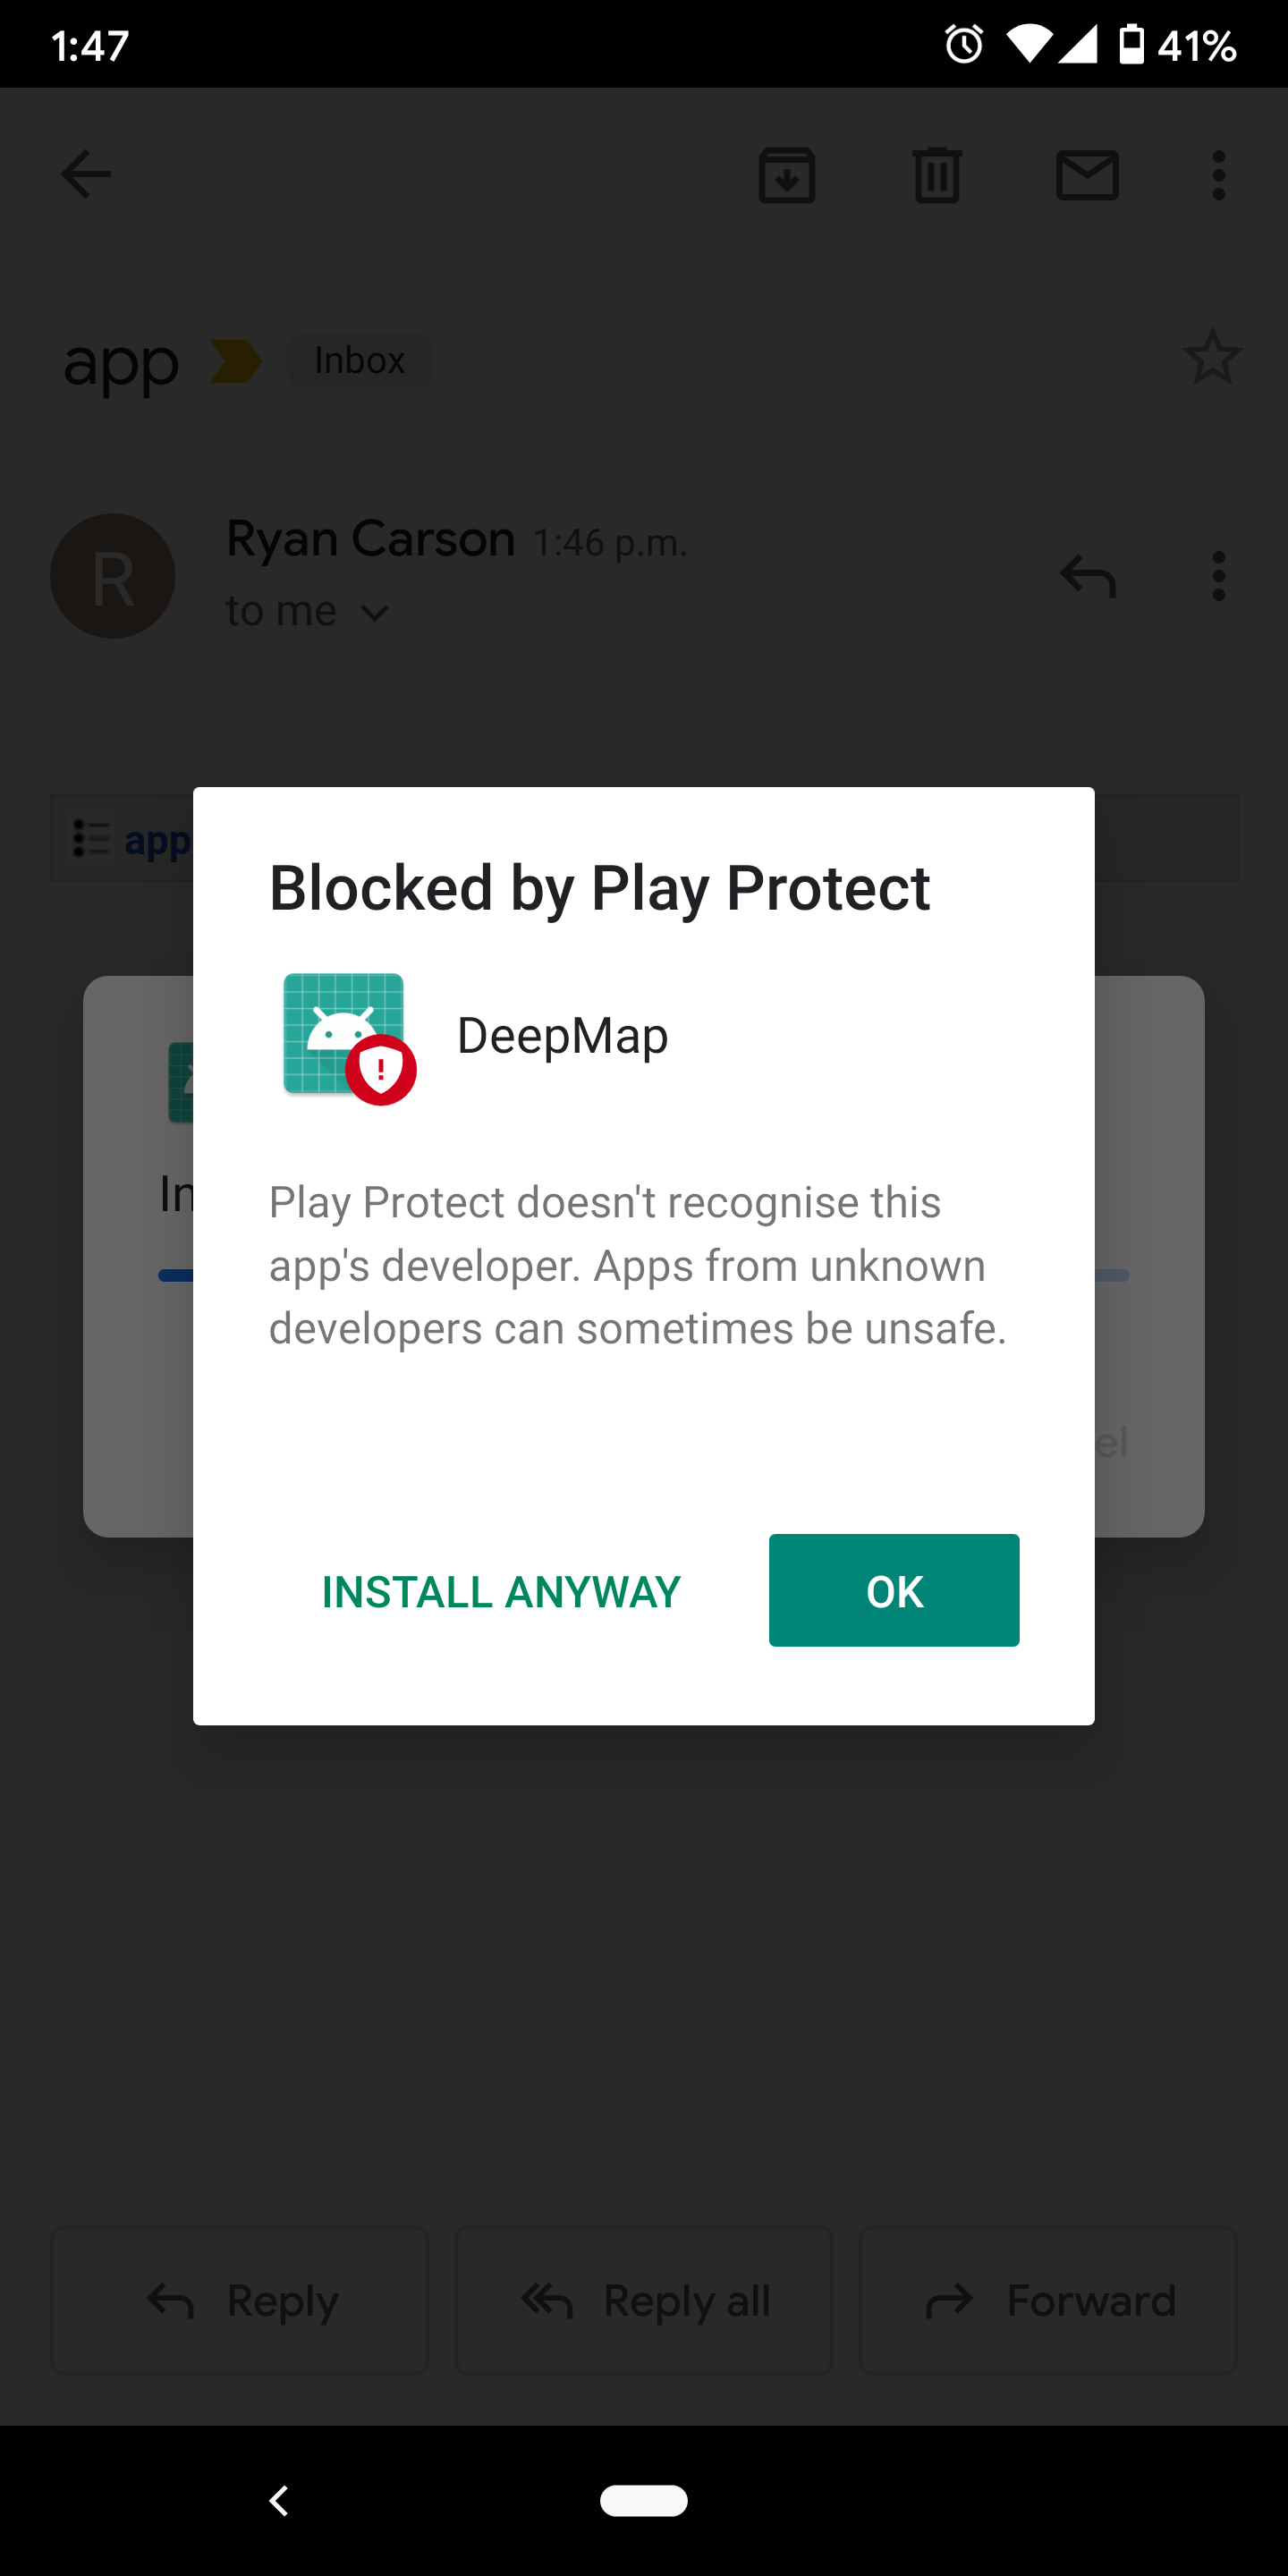 1:47
41%
app
Inbox
R
Ryan Carson 1:46 p.m.
to me
app
Blocked by Play Protect
DeepMap
In
Play Protect doesn't recognise this
app's developer. Apps from unknown
developers can sometimes be unsafe.
el
INSTALL ANYWAY
OK
Reply
Reply all
Forward